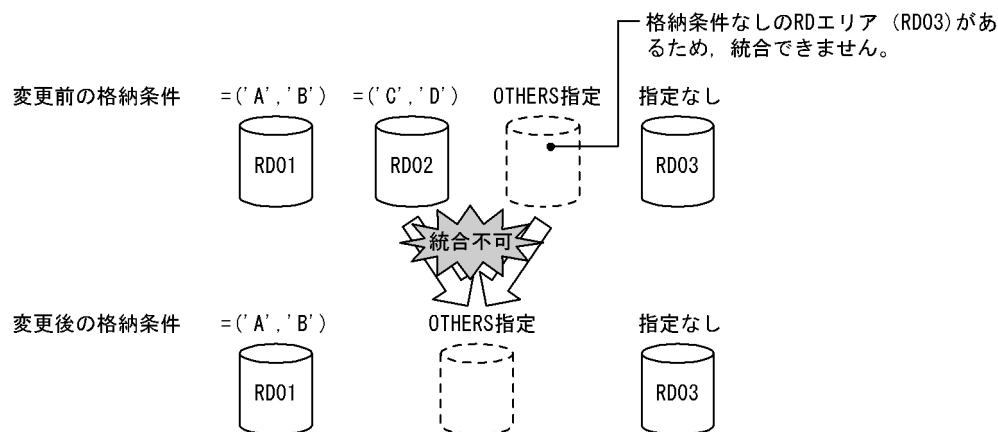 格納条件なしのRDエリア（RD03）があ
るため，統合できません。
変更前の格納条件 =('A','B') =('C','D') OTHERS指定 指定なし
RD01 RD02 RD03
統合不可
変更後の格納条件 =('A','B') OTHERS指定 指定なし
RD01 RD03